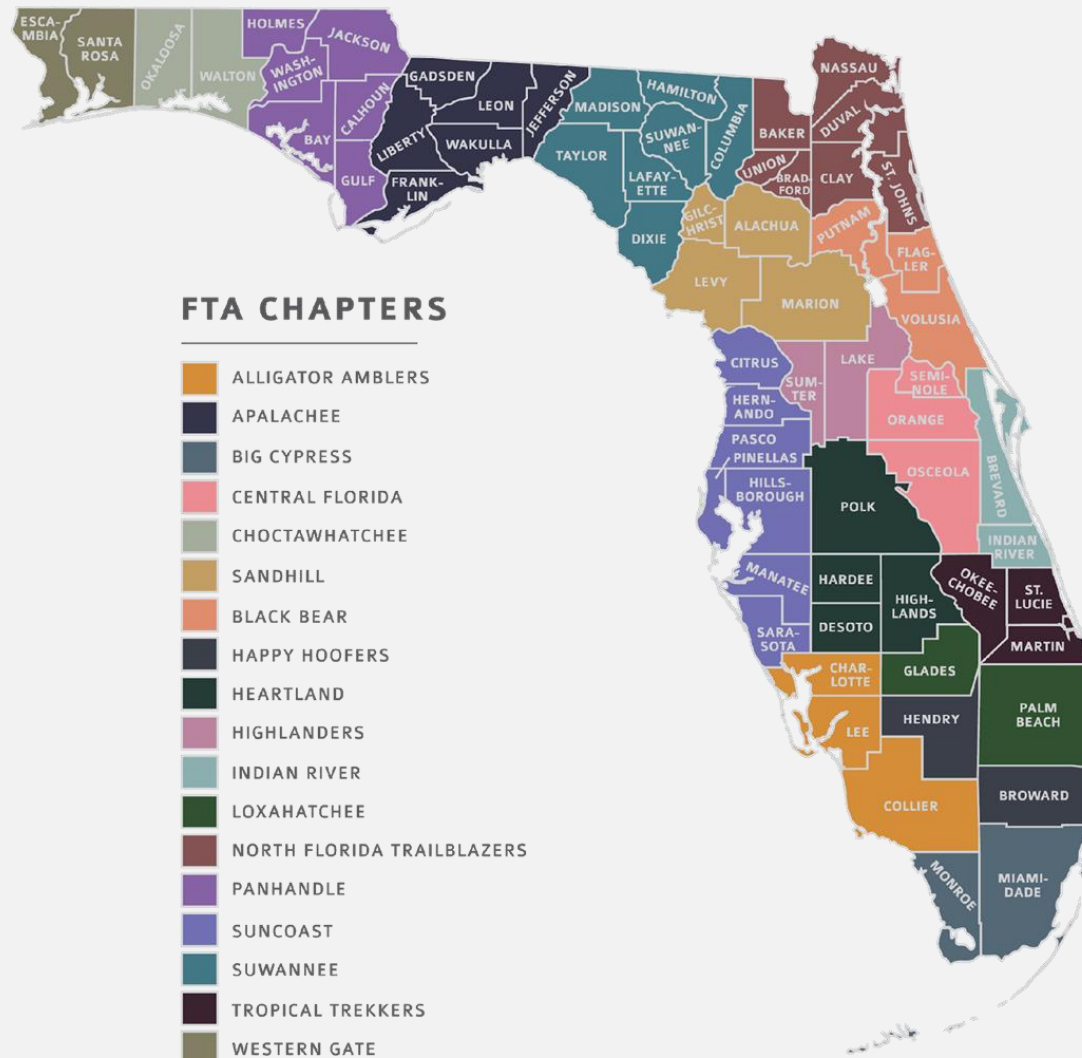 ESCA-
MBIA
SANTA
ROSA
OKALOOSA
WALTON
HOLMES
JACKSON
WASH-
INGTON
BAY
CALHOUN
GULF
GADSDEN
LIBERTY
LEON
WAKULLA
FRANK-
LIN
JEFFERSON
MADISON
HAMILTON
TAYLOR
SUWAN-
NEE
LAFAY-
ETTE
COLUMBIA
DIXIE
BAKER
NASSAU
DUVAL
UNION
BRAD-
FORD
CLAY
ST. JOHNS
GILC-
HRIST
ALACHUA
PUTNAM
FLAG-
LER
LEVY
MARION
VOLUSIA
CITRUS
SUM-
TER
LAKE
SEMI-
NOLE
HER-
NANDO
ORANGE
PASCO
PINELLAS
HILLS-
BOROUGH
POLK
OSCEOLA
BREVARD
INDIAN
RIVER
MANATEE
HARDEE
HIGH-
LANDS
OKEE-
CHOBEE
ST.
LUCIE
SARA-
SOTA
DESOTO
MARTIN
CHAR-
LOTTE
GLADES
LEE
HENDRY
PALM
BEACH
COLLIER
BROWARD
MONROE
MIAMI-
DADE
FTA CHAPTERS
ALLIGATOR AMBLERS
APALACHEE
BIG CYPRESS
CENTRAL FLORIDA
CHOCTAWHATCHEE
SANDHILL
BLACK BEAR
HAPPY HOOFERS
HEARTLAND
HIGHLANDERS
INDIAN RIVER
LOXAHATCHEE
NORTH FLORIDA TRAILBLAZERS
PANHANDLE
SUNCOAST
SUWANNEE
TROPICAL TREKKERS
WESTERN GATE